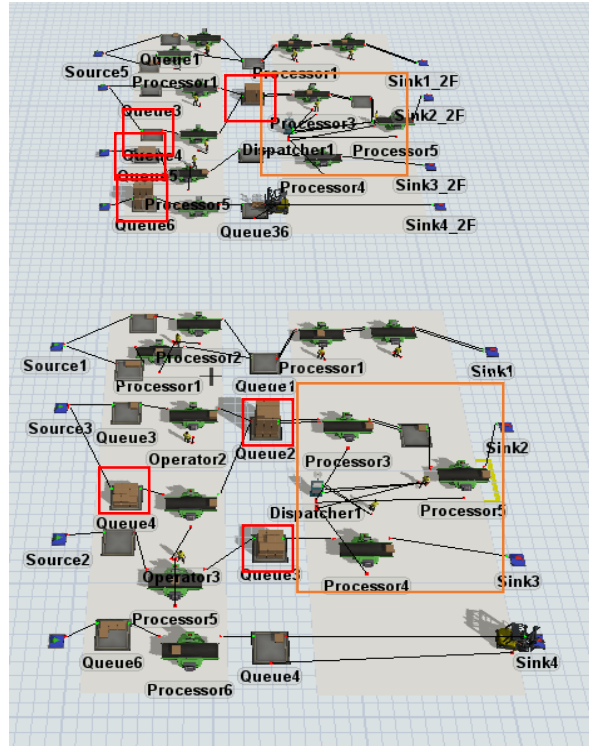 Queue1
Source5
Processor1
Processor1
Sink1_2F
Queue3
Processor3
Sink2_2F
Queue4
Dispatcher1
Processor5
Queue5
Processor4
Sink3_2F
Processor5
Queue6
Queue36
Sink4_2F
Source1
Processor2
Processor1
Processor1
Queue1
Sink1
Source3
Queue3
Operator2
Queue2
Sink2
Processor3
Queue4
Dispatcher1
Processor5
Source2
Operator3
Queue3
Processor4
Sink3
Processor5
Queue6
Processor6
Queue4
Sink4